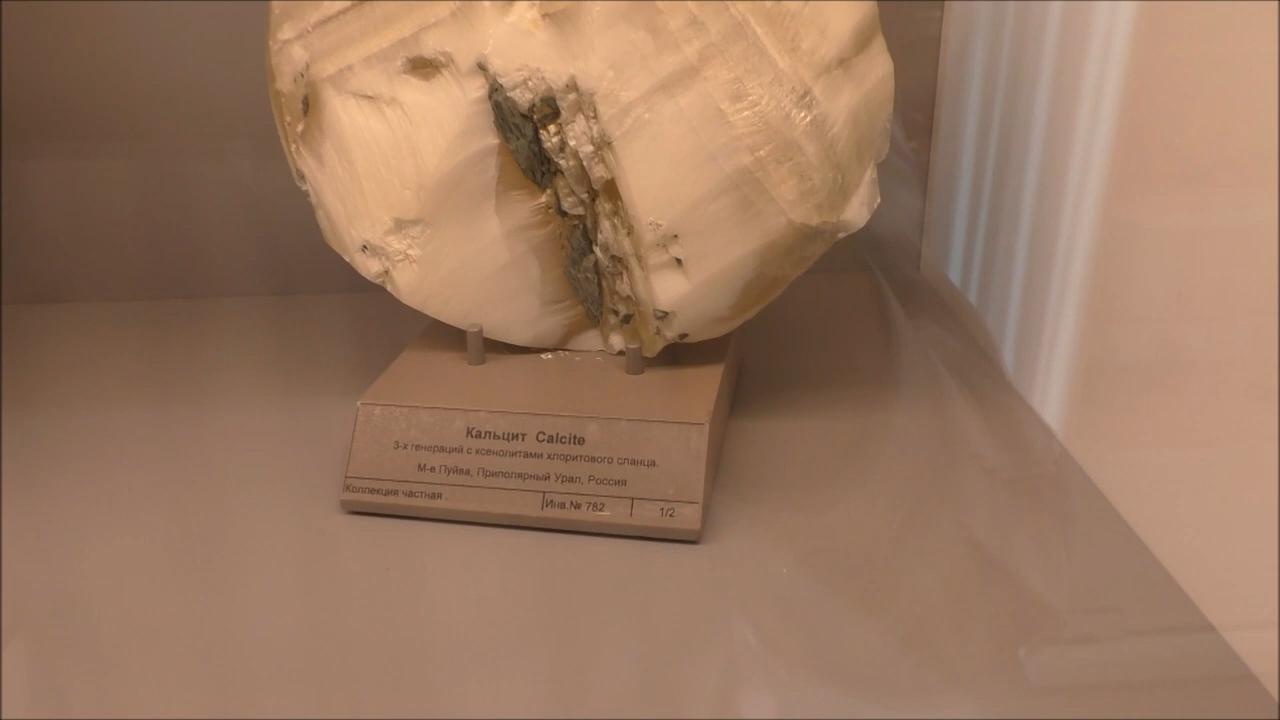 Кальцит Calcite
3-х генераций с ксенолитами хлоритового сланца.
М-е Пуйва, Приполярный Урал, Россия
Коллекция частная . Инв.№ 782 1/2